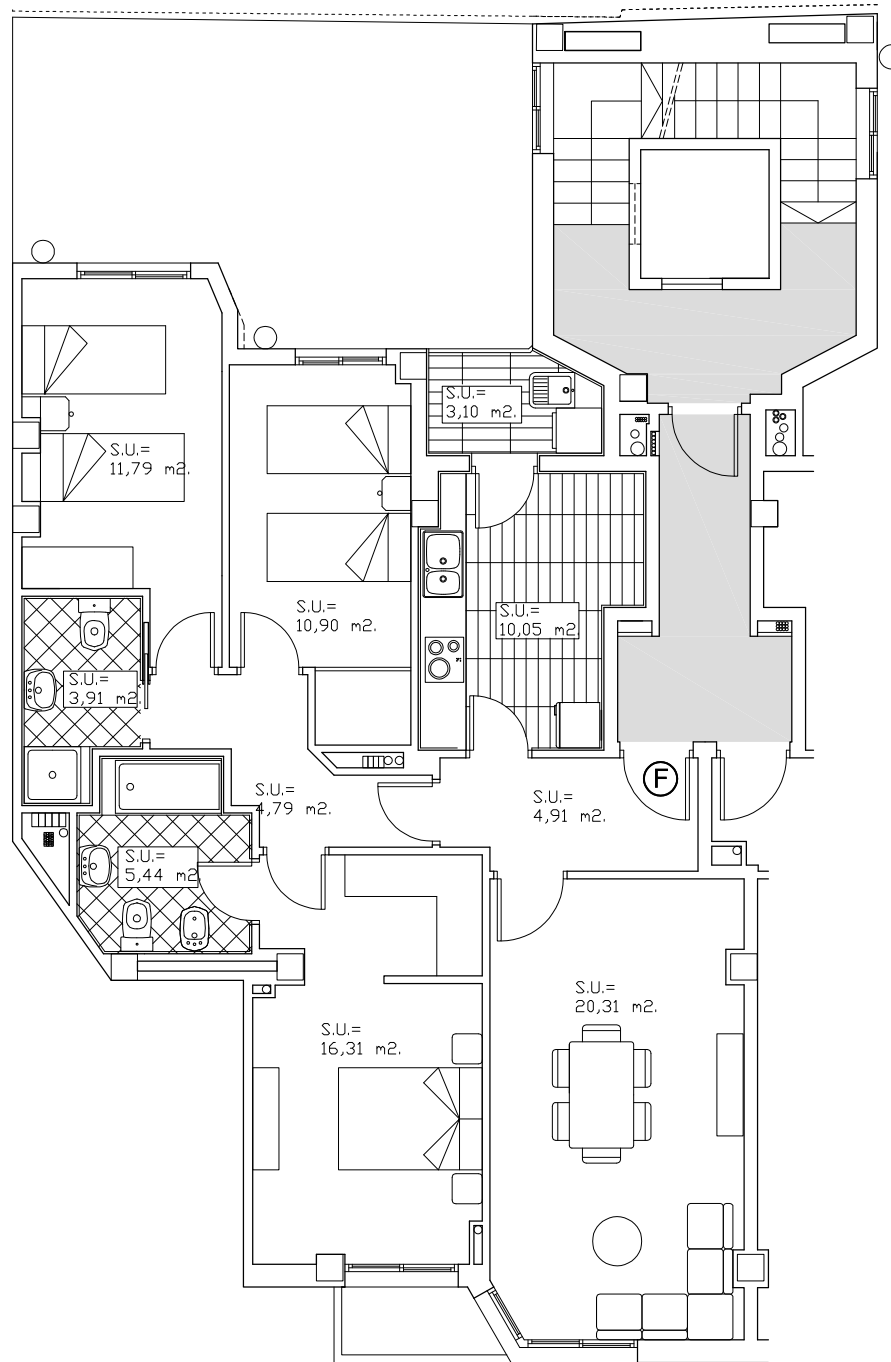 S.U.=
3,10 m2.
S.U.=
11,79 m2.
S.U.=
10,90 m2.
S.U.=
10,05 m2.
S.U.=
3,91 m2.
S.U.=
4,79 m2.
S.U.=
4,91 m2.
F
S.U.=
5,44 m2.
S.U.=
20,31 m2.
S.U.=
16,31 m2.